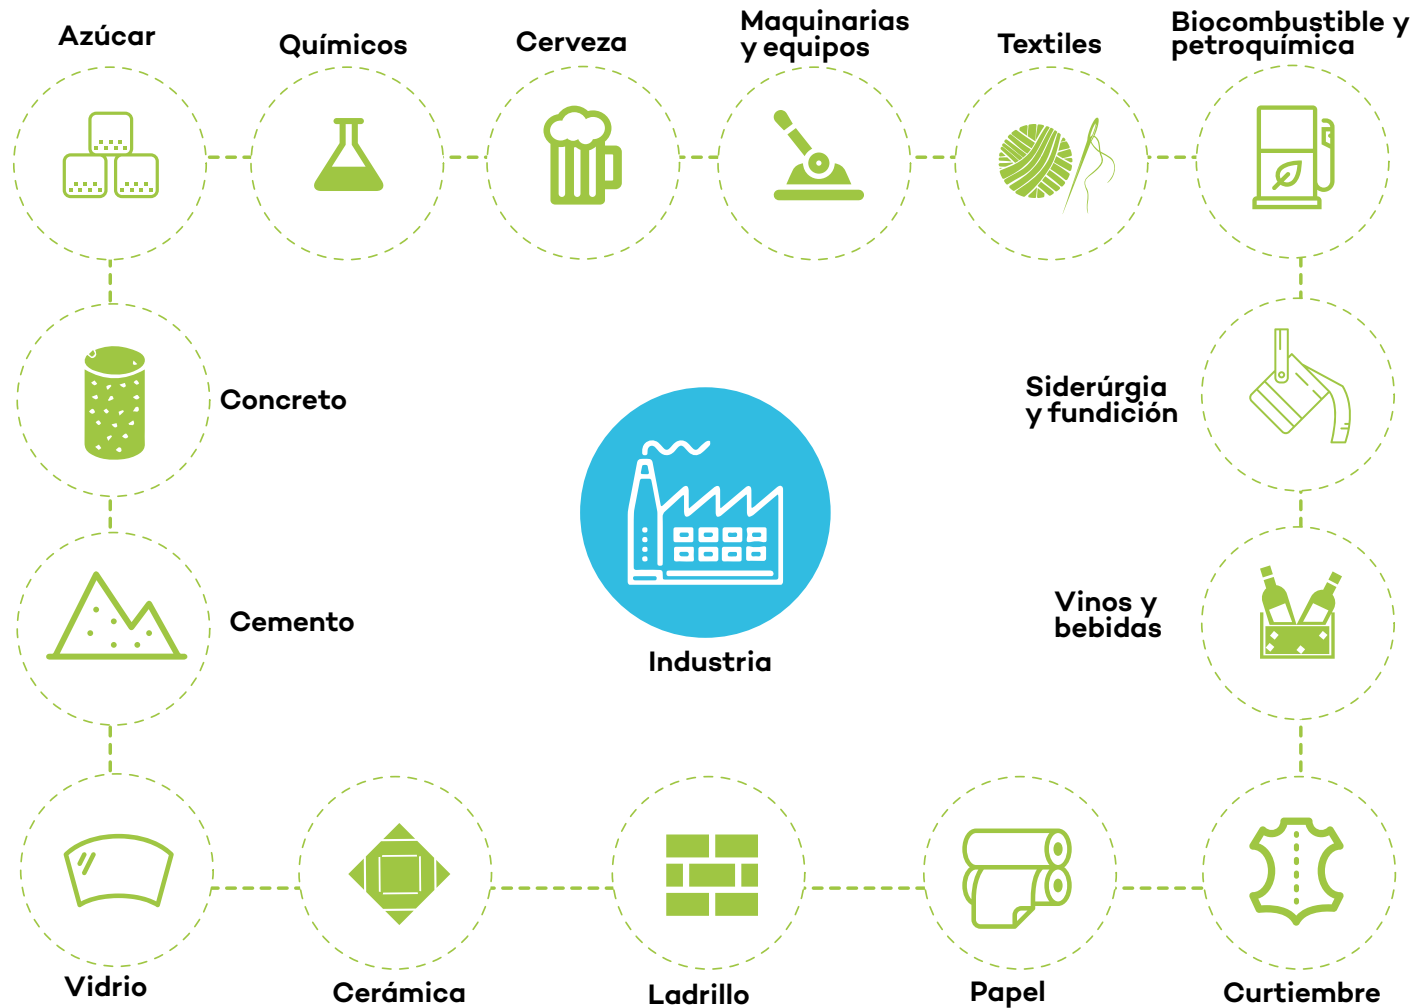 Azúcar
Químicos
Cerveza
Maquinarias
y equipos
Textiles
Biocombustible y
petroquímica
Concreto
Siderúrgia
y fundición
Cemento
Vinos y
bebidas
Industria
Vidrio
Cerámica
Ladrillo
Papel
Curtiembre